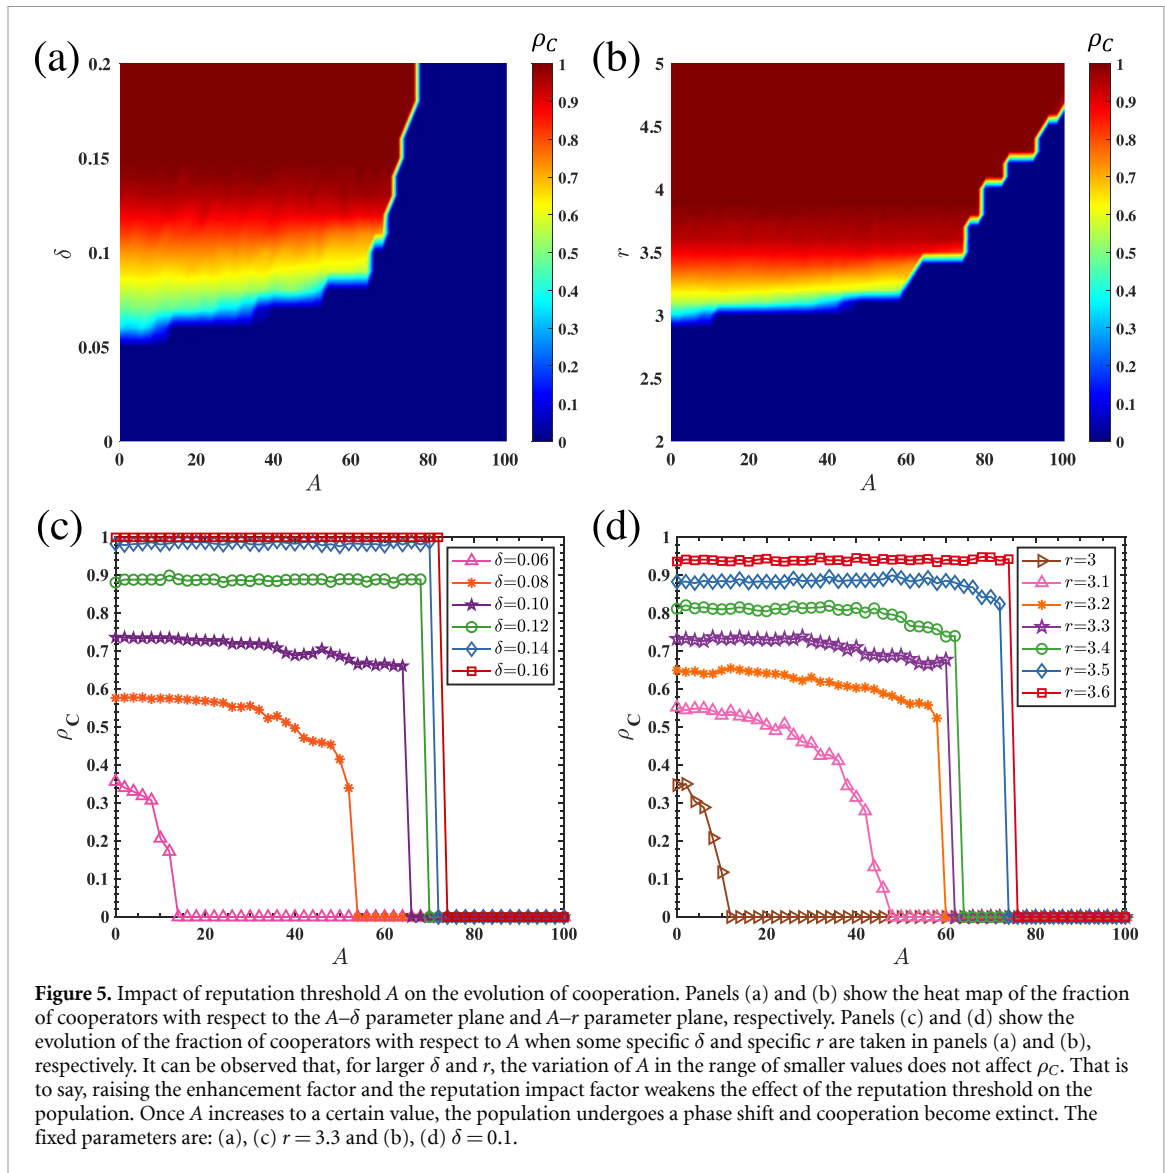 (a)
ρC
0.2
0.15
δ
0.1
0.05
0
0 20 40 60 80 100
A
1
0.9
0.8
0.7
0.6
0.5
0.4
0.3
0.2
0.1
0
(b)
ρC
5
4.5
4
r
3.5
3
2.5
2
0 20 40 60 80 100
A
1
0.9
0.8
0.7
0.6
0.5
0.4
0.3
0.2
0.1
0
(c)
1
0.9
0.8
0.7
0.6
0.5
ρC
0.4
0.3
0.2
0.1
0
0 20 40 60 80 100
A
δ=0.06
δ=0.08
δ=0.10
δ=0.12
δ=0.14
δ=0.16
(d)
1
0.9
0.8
0.7
0.6
0.5
ρC
0.4
0.3
0.2
0.1
0
0 20 40 60 80 100
A
r=3
r=3.1
r=3.2
r=3.3
r=3.4
r=3.5
r=3.6
Figure 5. Impact of reputation threshold A on the evolution of cooperation. Panels (a) and (b) show the heat map of the fraction
of cooperators with respect to the A–δ parameter plane and A–r parameter plane, respectively. Panels (c) and (d) show the
evolution of the fraction of cooperators with respect to A when some specific δ and specific r are taken in panels (a) and (b),
respectively. It can be observed that, for larger δ and r, the variation of A in the range of smaller values does not affect ρC. That is
to say, raising the enhancement factor and the reputation impact factor weakens the effect of the reputation threshold on the
population. Once A increases to a certain value, the population undergoes a phase shift and cooperation become extinct. The
fixed parameters are: (a), (c) r = 3.3 and (b), (d) δ = 0.1.